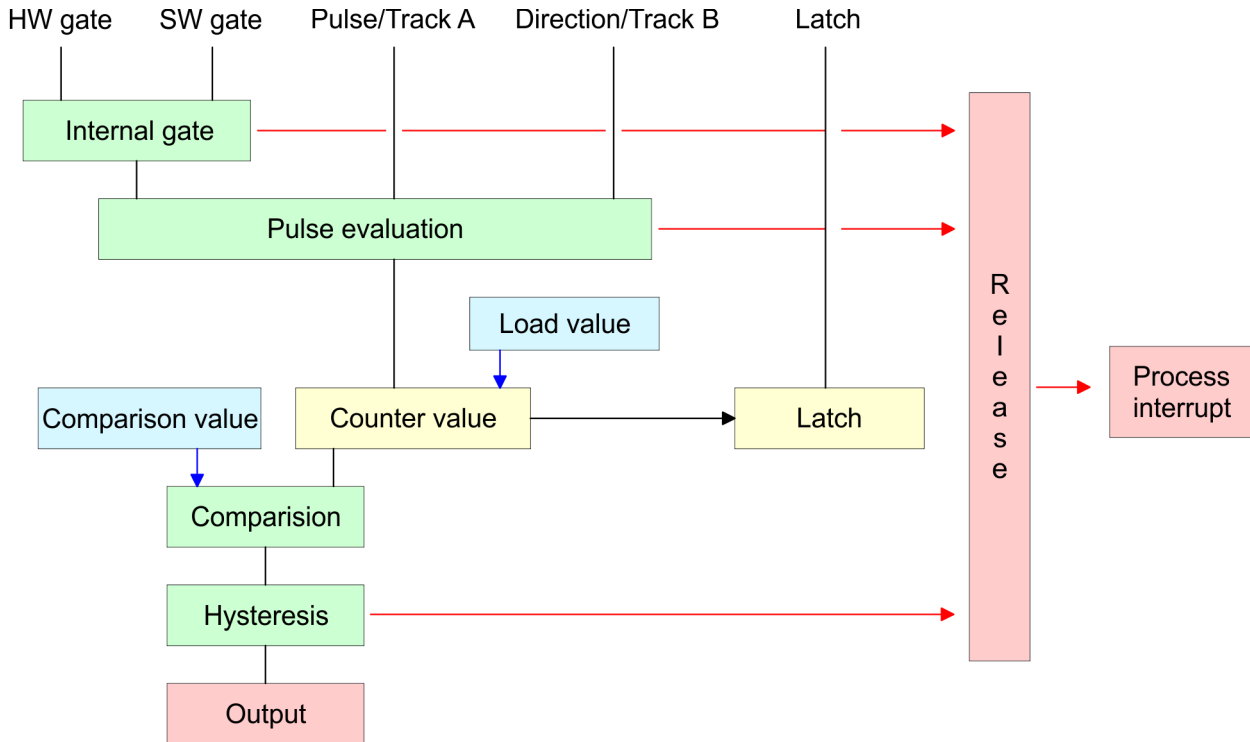 HW gate
SW gate
Pulse/Track A
Direction/Track B
Latch
Internal gate
Pulse evaluation
Load value
Comparison value
Counter value
Latch
Release
Process
interrupt
Comparision
Hysteresis
Output